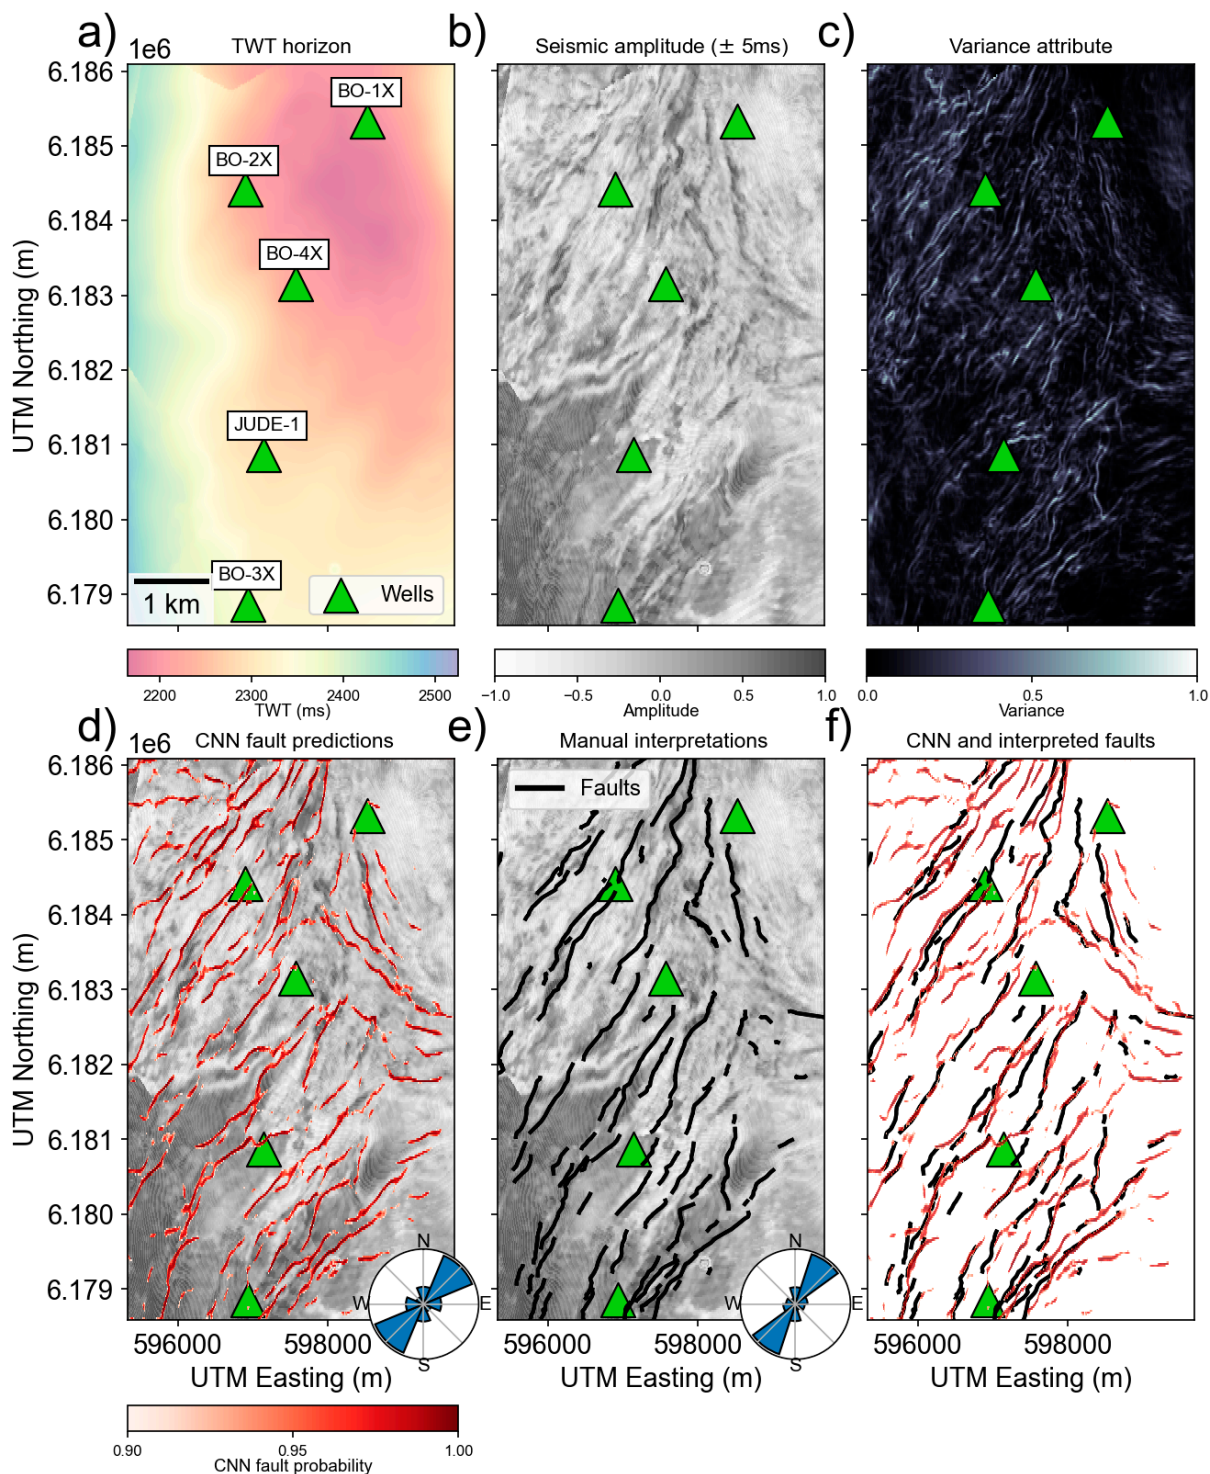 a)
1e6
TWT horizon
b)
Seismic amplitude (± 5ms)
c)
Variance attribute
6.186
6.185
6.184
6.183
6.182
6.181
6.180
6.179
UTM Northing (m)
BO-1X
BO-2X
BO-4X
JUDE-1
BO-3X
1 km
Wells
2200
2300
2400
2500
TWT (ms)
−1.0
−0.5
0.0
0.5
1.0
Amplitude
0.0
0.5
1.0
Variance
d)
1e6
CNN fault predictions
e)
Manual interpretations
f)
CNN and interpreted faults
6.186
6.185
6.184
6.183
6.182
6.181
6.180
6.179
UTM Northing (m)
Faults
N
W
E
S
N
W
E
S
596000
598000
UTM Easting (m)
596000
598000
UTM Easting (m)
596000
598000
UTM Easting (m)
0.90
0.95
1.00
CNN fault probability